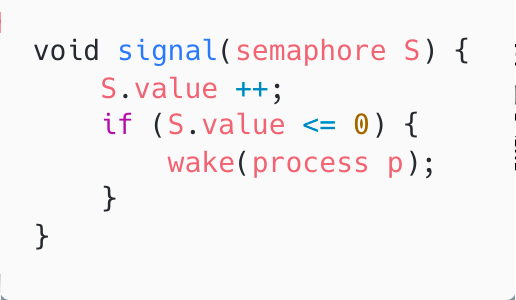 void signal(semaphore S) {
    S.value ++;
    if (S.value <= 0) {
        wake(process p);
    }
}